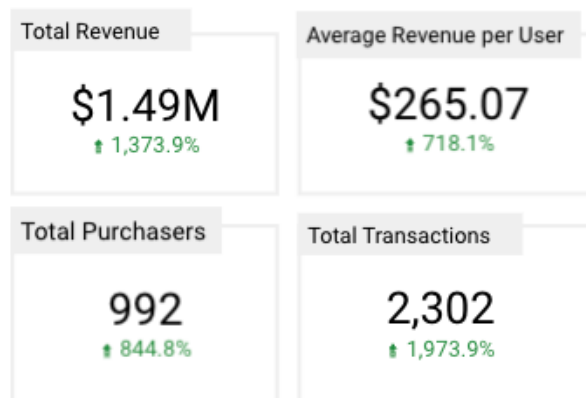 Total Revenue
$1.49M
⬆ 1,373.9%
Average Revenue per User
$265.07
⬆ 718.1%
Total Purchasers
992
⬆ 844.8%
Total Transactions
2,302
⬆ 1,973.9%